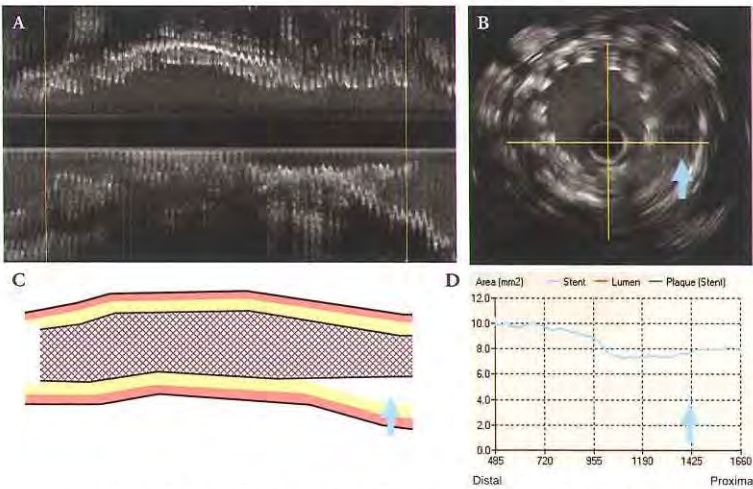 A
B
C
D
Area (mm2) Stent Lumen Plaque (Stent)
12.0
10.0
8.0
6.0
4.0
2.0
0.0
485 720 955 1190 1425 1660
Distal Proxima